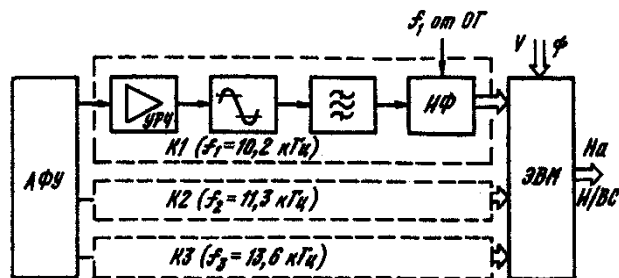 f₁ от ОГ
V φ
УРЧ
ИФ
К1 (f₁=10,2 кГц)
АФУ
ЭВМ
На
И/ВС
К2 (f₂=11,3 кГц)
К3 (f₃=13,6 кГц)